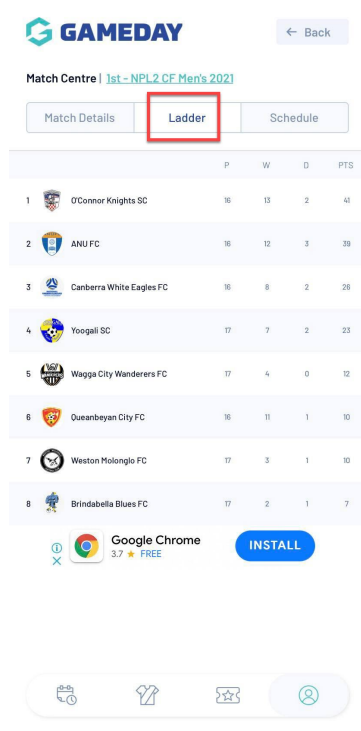 GAMEDAY
← Back
Match Centre | 1st - NPL2 CF Men's 2021
Match Details Ladder Schedule
P W D PTS
1 O'Connor Knights SC 16 13 2 41
2 ANU FC 16 12 3 39
3 Canberra White Eagles FC 16 8 2 26
4 Yoogali SC 17 7 2 23
5 Wagga City Wanderers FC 17 4 0 12
6 Queanbeyan City FC 16 11 1 10
7 Weston Molonglo FC 17 3 1 10
8 Brindabella Blues FC 17 2 1 7
Google Chrome
3.7 ★ FREE
INSTALL